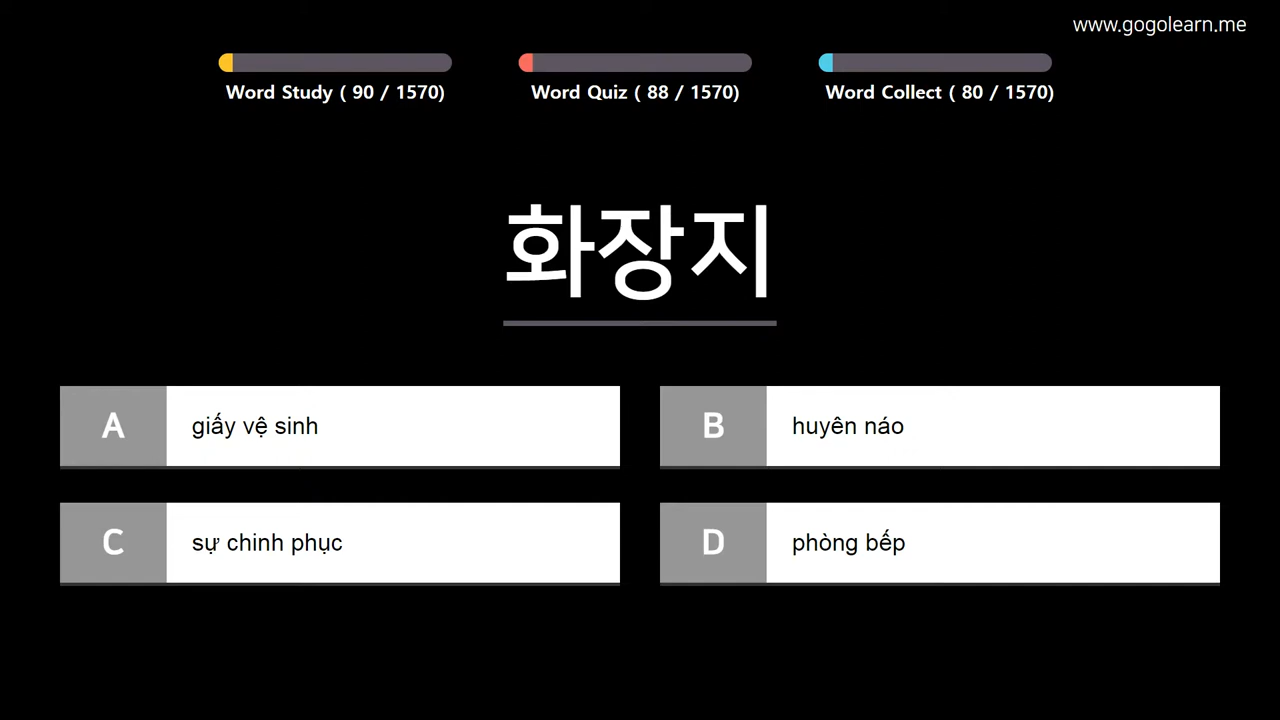 www.gogolearn.me
Word Study ( 90 / 1570)
Word Quiz ( 88 / 1570)
Word Collect ( 80 / 1570)
화장지
A giấy vệ sinh
B huyên náo
C sự chinh phục
D phòng bếp